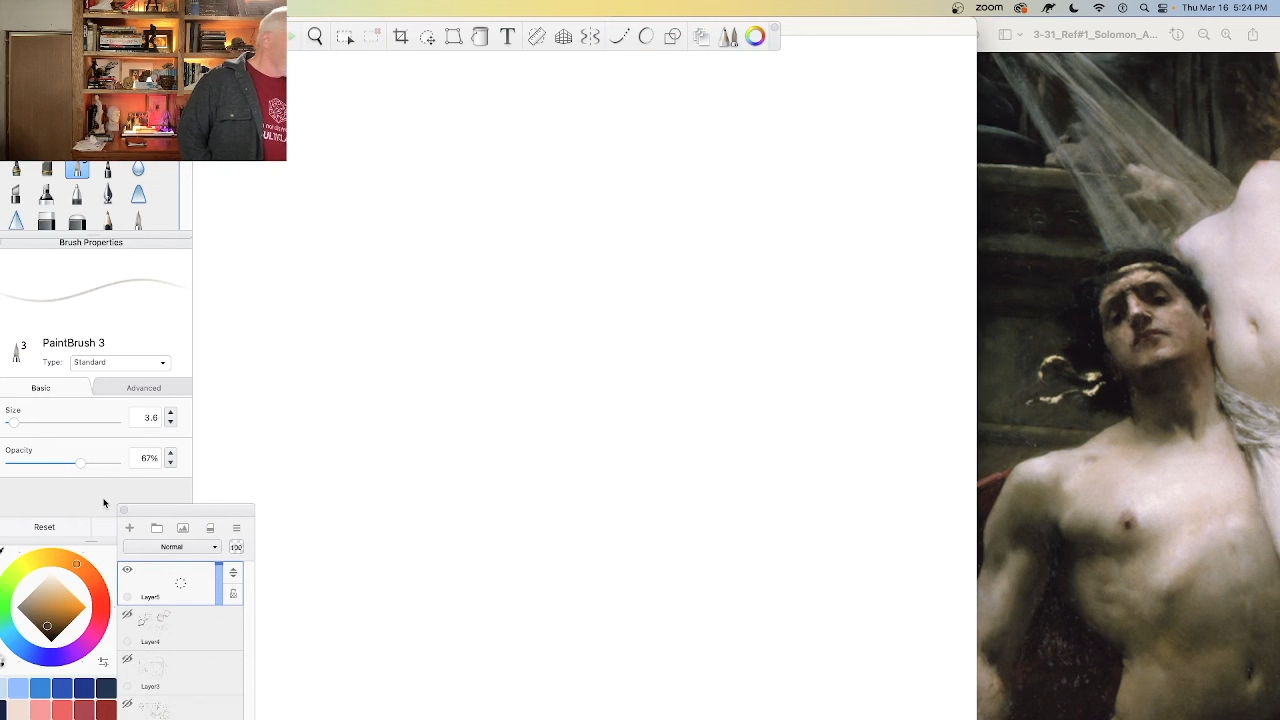 zoom
Thu Mar 16 5:24 PM
T
3-31_Ref#1_Solomon_A...
Brush Properties
3
PaintBrush 3
Type: Standard
Basic
Advanced
Size
3.6
Opacity
67%
Reset
Normal
100
Layer5
Layer4
Layer3